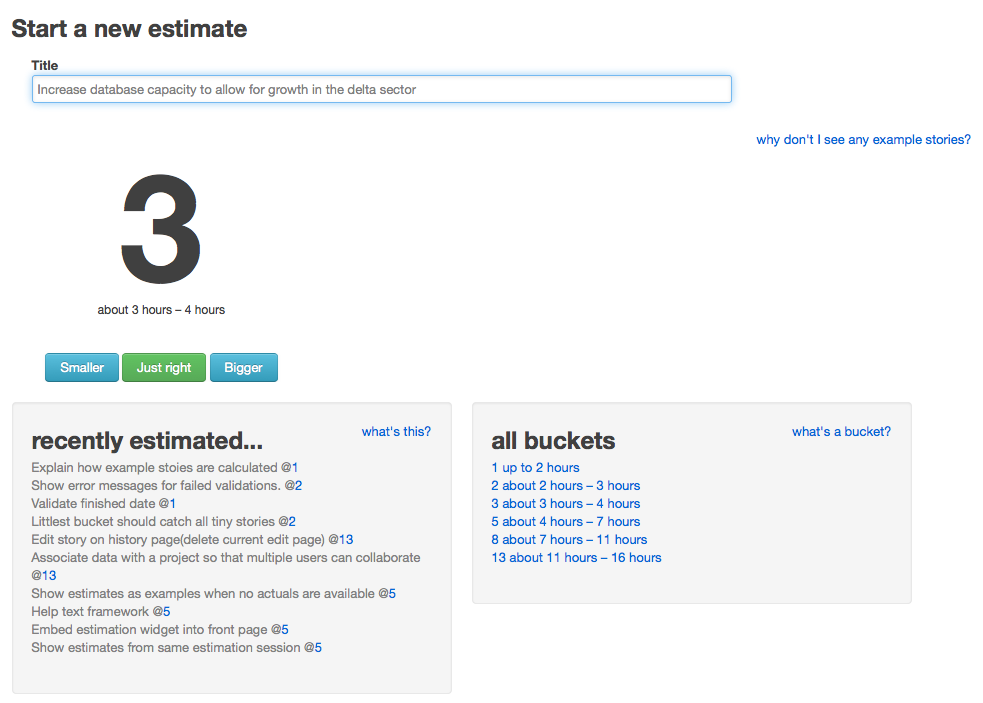 Start a new estimate
Title
Increase database capacity to allow for growth in the delta sector
why don't I see any example stories?
3
about 3 hours – 4 hours
Smaller
Just right
Bigger
recently estimated...
what's this?
Explain how example stoies are calculated @1
Show error messages for failed validations. @2
Validate finished date @1
Littlest bucket should catch all tiny stories @2
Edit story on history page(delete current edit page) @13
Associate data with a project so that multiple users can collaborate
@13
Show estimates as examples when no actuals are available @5
Help text framework @5
Embed estimation widget into front page @5
Show estimates from same estimation session @5
all buckets
what's a bucket?
1 up to 2 hours
2 about 2 hours – 3 hours
3 about 3 hours – 4 hours
5 about 4 hours – 7 hours
8 about 7 hours – 11 hours
13 about 11 hours – 16 hours